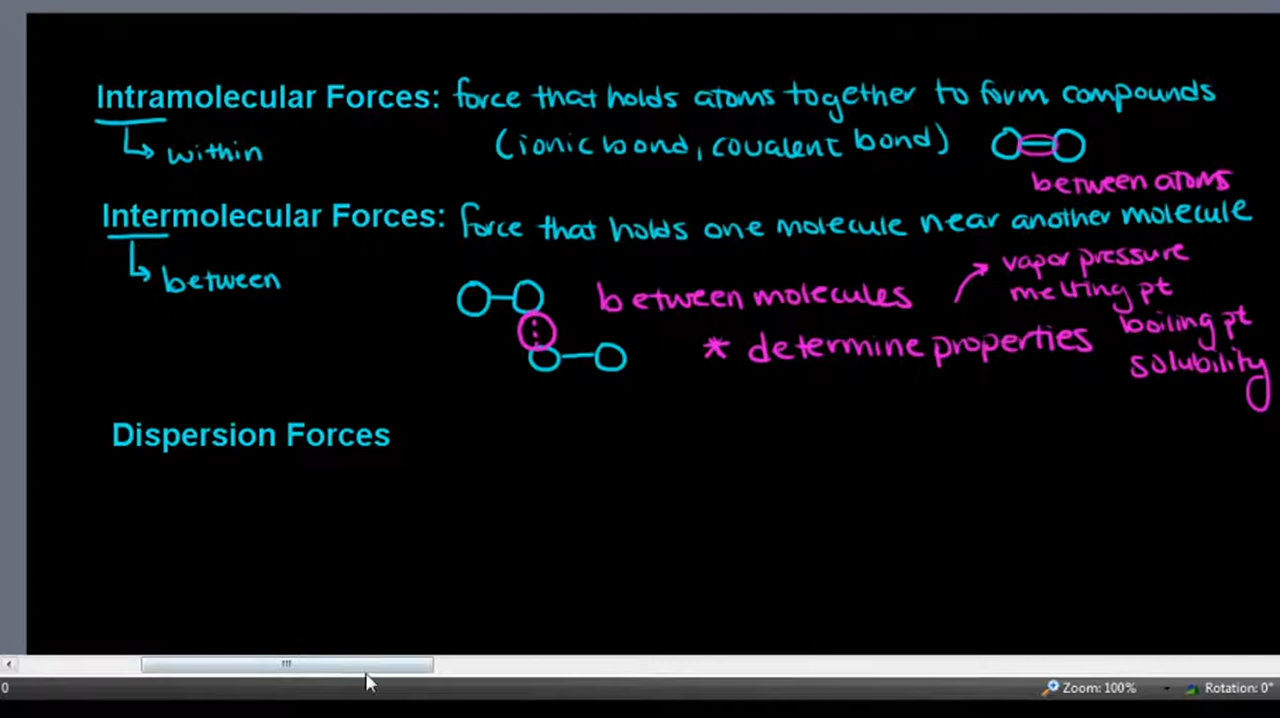 Intramolecular Forces: force that holds atoms together to form compounds
within
(ionic bond, covalent bond)
between atoms
Intermolecular Forces: force that holds one molecule near another molecule
between
between molecules
vapor pressure
melting pt
boiling pt
solubility
* determine properties
Dispersion Forces
0
Zoom: 100%
Rotation: 0°